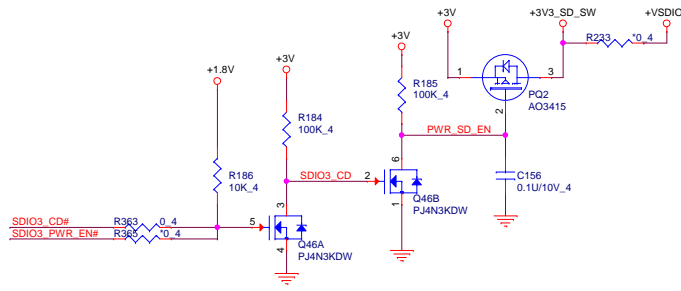 +3V
+3V3_SD_SW
+VSDIO
R233
*0_4
+3V
1
3
PQ2
AO3415
2
+3V
R185
100K_4
+1.8V
R184
100K_4
PWR_SD_EN
R186
10K_4
SDIO3_CD
2
6
1
Q46B
PJ4N3KDW
C156
0.1U/10V_4
SDIO3_CD#
R363
0_4
SDIO3_PWR_EN#
R365
*0_4
5
3
4
Q46A
PJ4N3KDW